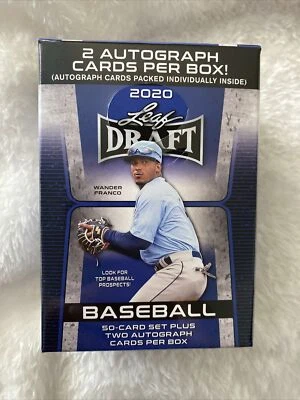 2 AUTOGRAPH
CARDS PER BOX!
(AUTOGRAPH CARDS PACKED INDIVIDUALLY INSIDE)
2020
Leaf
DRAFT
WANDER
FRANCO
LOOK FOR
TOP BASEBALL
PROSPECTS!
BASEBALL
50-CARD SET PLUS
TWO AUTOGRAPH
CARDS PER BOX